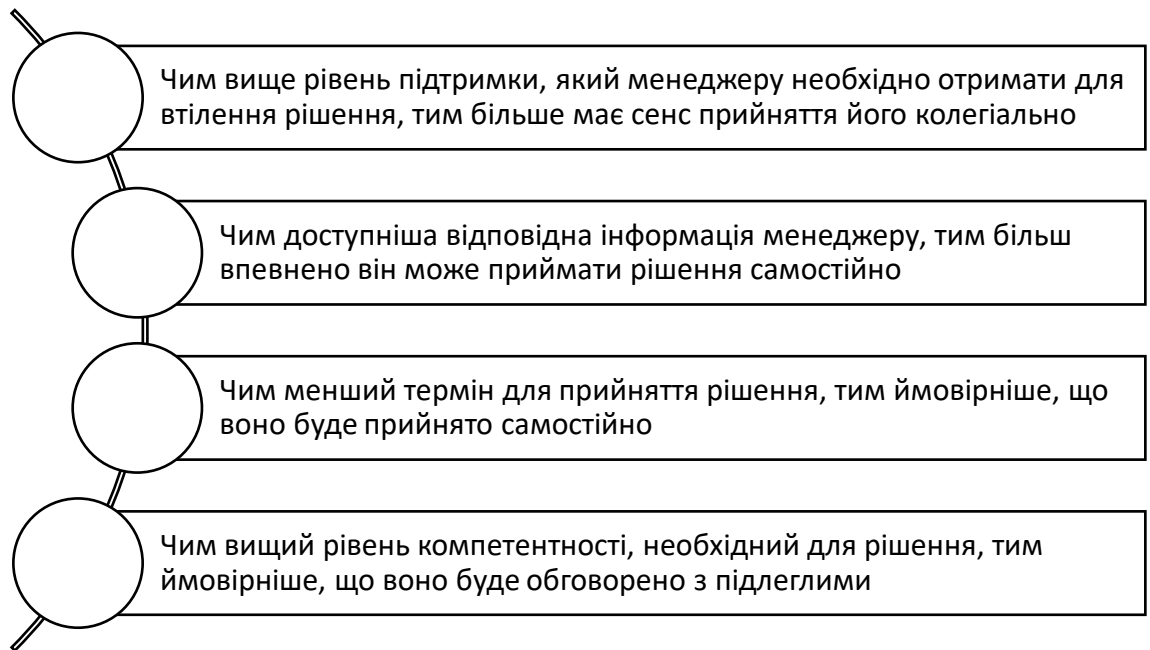 Чим вище рівень підтримки, який менеджеру необхідно отримати для
втілення рішення, тим більше має сенс прийняття його колегіально
Чим доступніша відповідна інформація менеджеру, тим більш
впевнено він може приймати рішення самостійно
Чим менший термін для прийняття рішення, тим ймовірніше, що
воно буде прийнято самостійно
Чим вищий рівень компетентності, необхідний для рішення, тим
ймовірніше, що воно буде обговорено з підлеглими